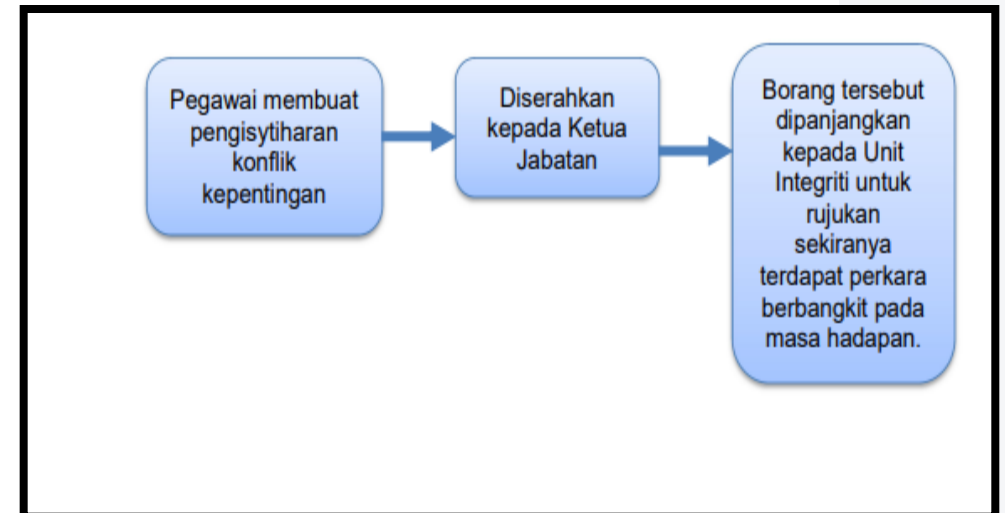 Pegawai membuat
pengisytiharan
konflik
kepentingan
Diserahkan
kepada Ketua
Jabatan
Borang tersebut
dipanjangkan
kepada Unit
Integriti untuk
rujukan
sekiranya
terdapat perkara
berbangkit pada
masa hadapan.